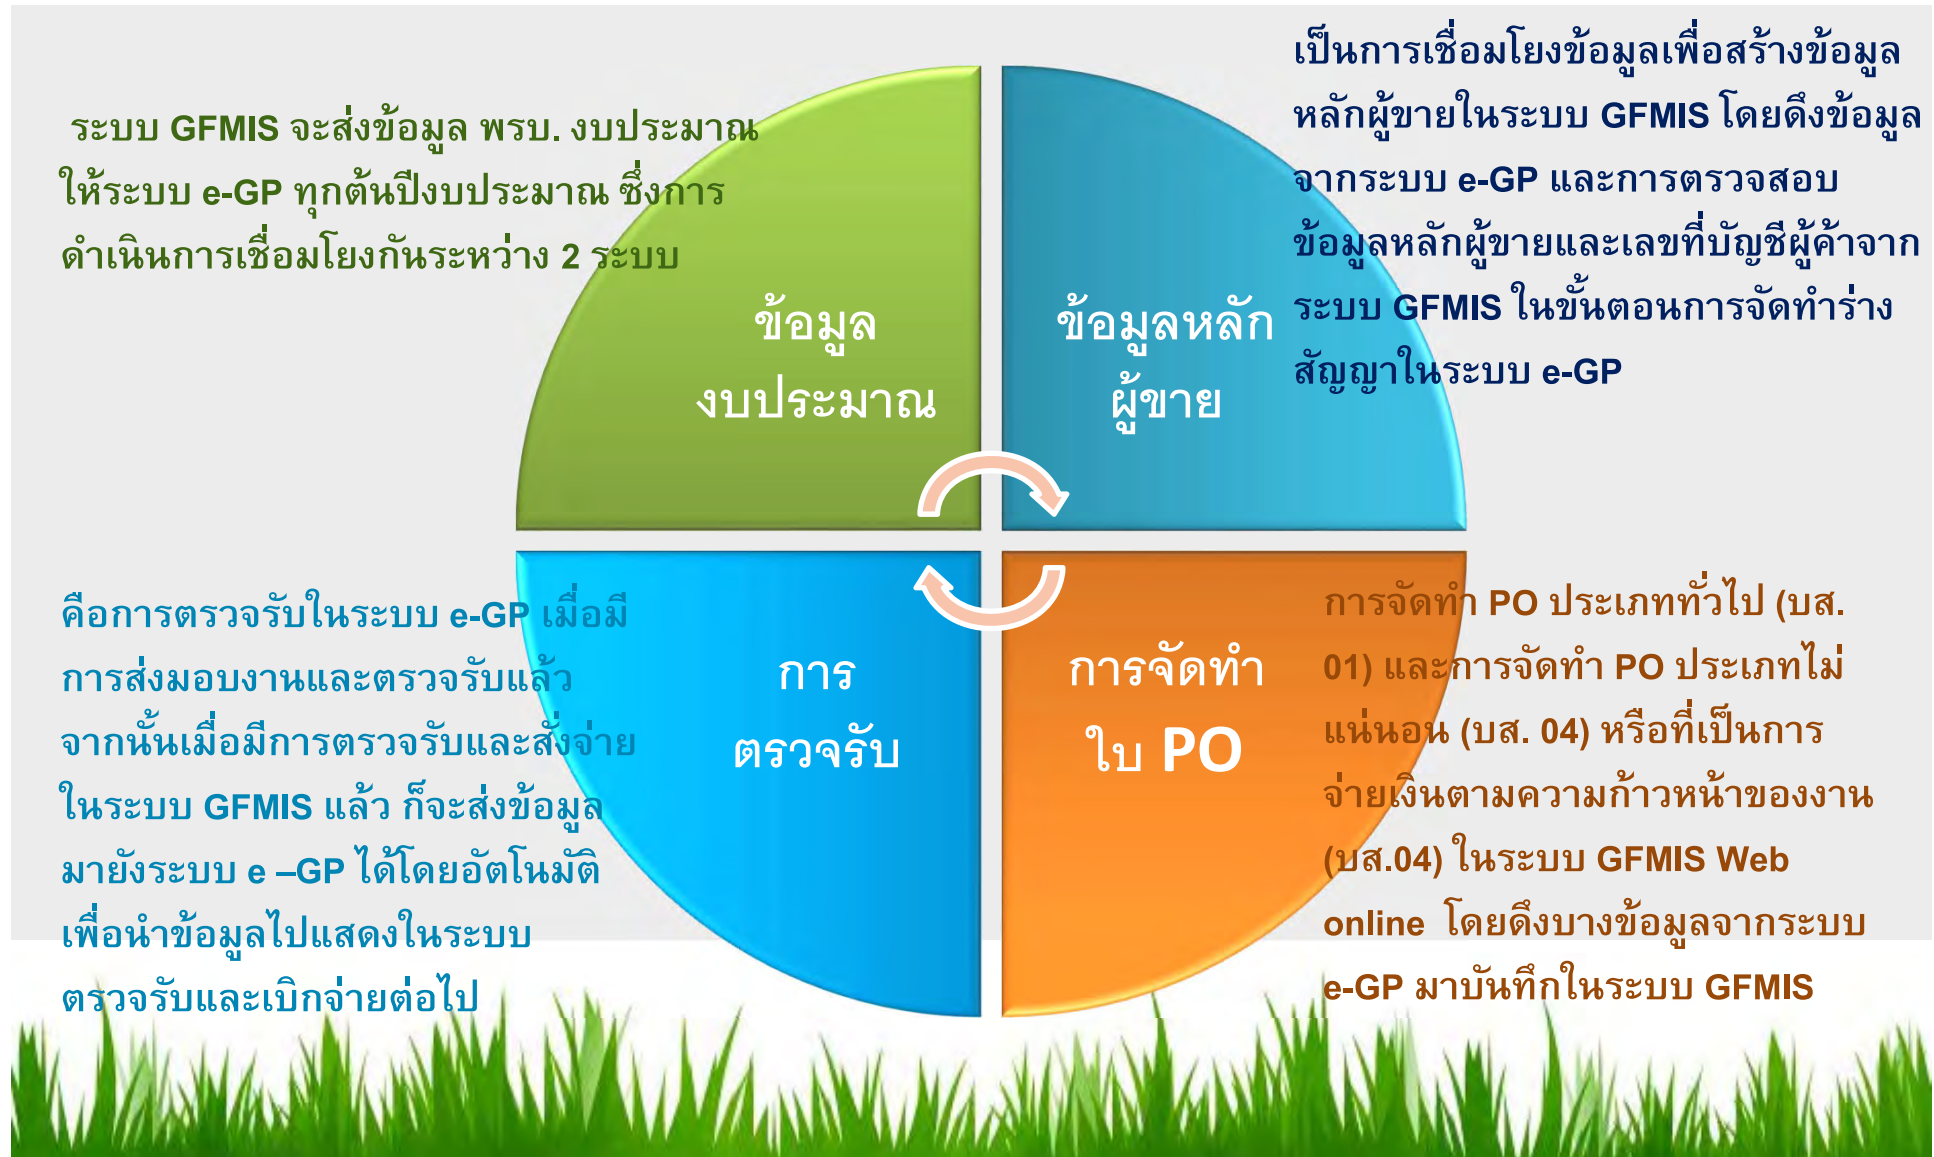 ระบบ GFMIS จะส่งข้อมูล พรบ. งบประมาณ
ให้ระบบ e-GP ทุกต้นปีงบประมาณ ซึ่งการ
ดำเนินการเชื่อมโยงกันระหว่าง 2 ระบบ
ข้อมูล
งบประมาณ
เป็นการเชื่อมโยงข้อมูลเพื่อสร้างข้อมูล
หลักผู้ขายในระบบ GFMIS โดยดึงข้อมูล
จากระบบ e-GP และการตรวจสอบ
ข้อมูลหลักผู้ขายและเลขที่บัญชีผู้ค้าจาก
ระบบ GFMIS ในขั้นตอนการจัดทำร่าง
สัญญาในระบบ e-GP
ข้อมูลหลัก
ผู้ขาย
คือการตรวจรับในระบบ e-GP เมื่อมี
การส่งมอบงานและตรวจรับแล้ว
จากนั้นเมื่อมีการตรวจรับและสั่งจ่าย
ในระบบ GFMIS แล้ว ก็จะส่งข้อมูล
มายังระบบ e –GP ได้โดยอัตโนมัติ
เพื่อนำข้อมูลไปแสดงในระบบ
ตรวจรับและเบิกจ่ายต่อไป
การ
ตรวจรับ
การจัดทำ
ใบ PO
การจัดทำ PO ประเภททั่วไป (บส.
01) และการจัดทำ PO ประเภทไม่
แน่นอน (บส. 04) หรือที่เป็นการ
จ่ายเงินตามความก้าวหน้าของงาน
(บส.04) ในระบบ GFMIS Web
online โดยดึงบางข้อมูลจากระบบ
e-GP มาบันทึกในระบบ GFMIS